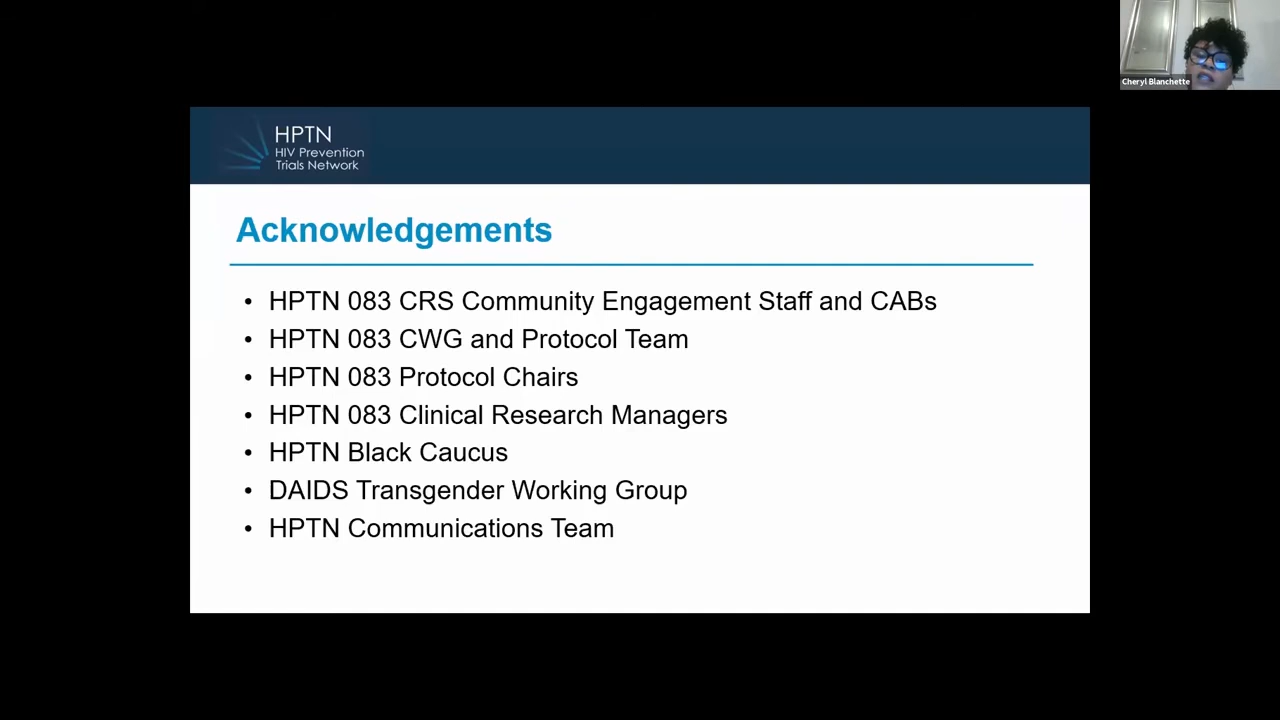 Cheryl Blanchette
HPTN
HIV Prevention
Trials Network
Acknowledgements
• HPTN 083 CRS Community Engagement Staff and CABs
• HPTN 083 CWG and Protocol Team
• HPTN 083 Protocol Chairs
• HPTN 083 Clinical Research Managers
• HPTN Black Caucus
• DAIDS Transgender Working Group
• HPTN Communications Team